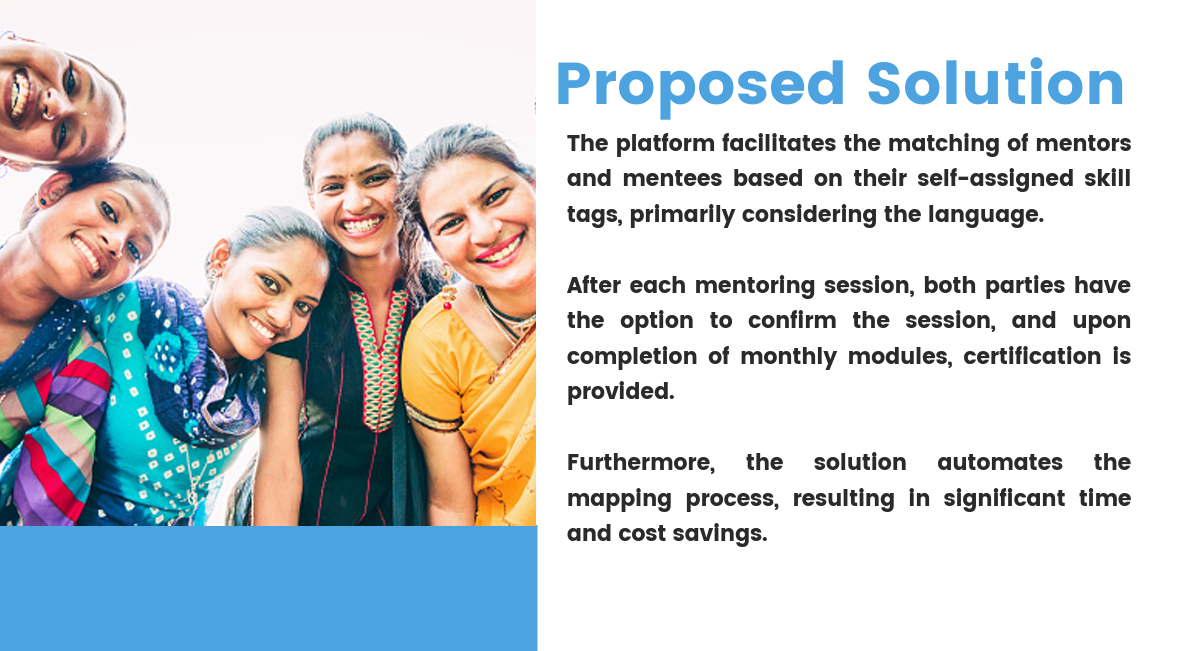 Proposed Solution
The platform facilitates the matching of mentors
and mentees based on their self-assigned skill
tags, primarily considering the language.
After each mentoring session, both parties have
the option to confirm the session, and upon
completion of monthly modules, certification is
provided.
Furthermore, the solution automates the
mapping process, resulting in significant time
and cost savings.